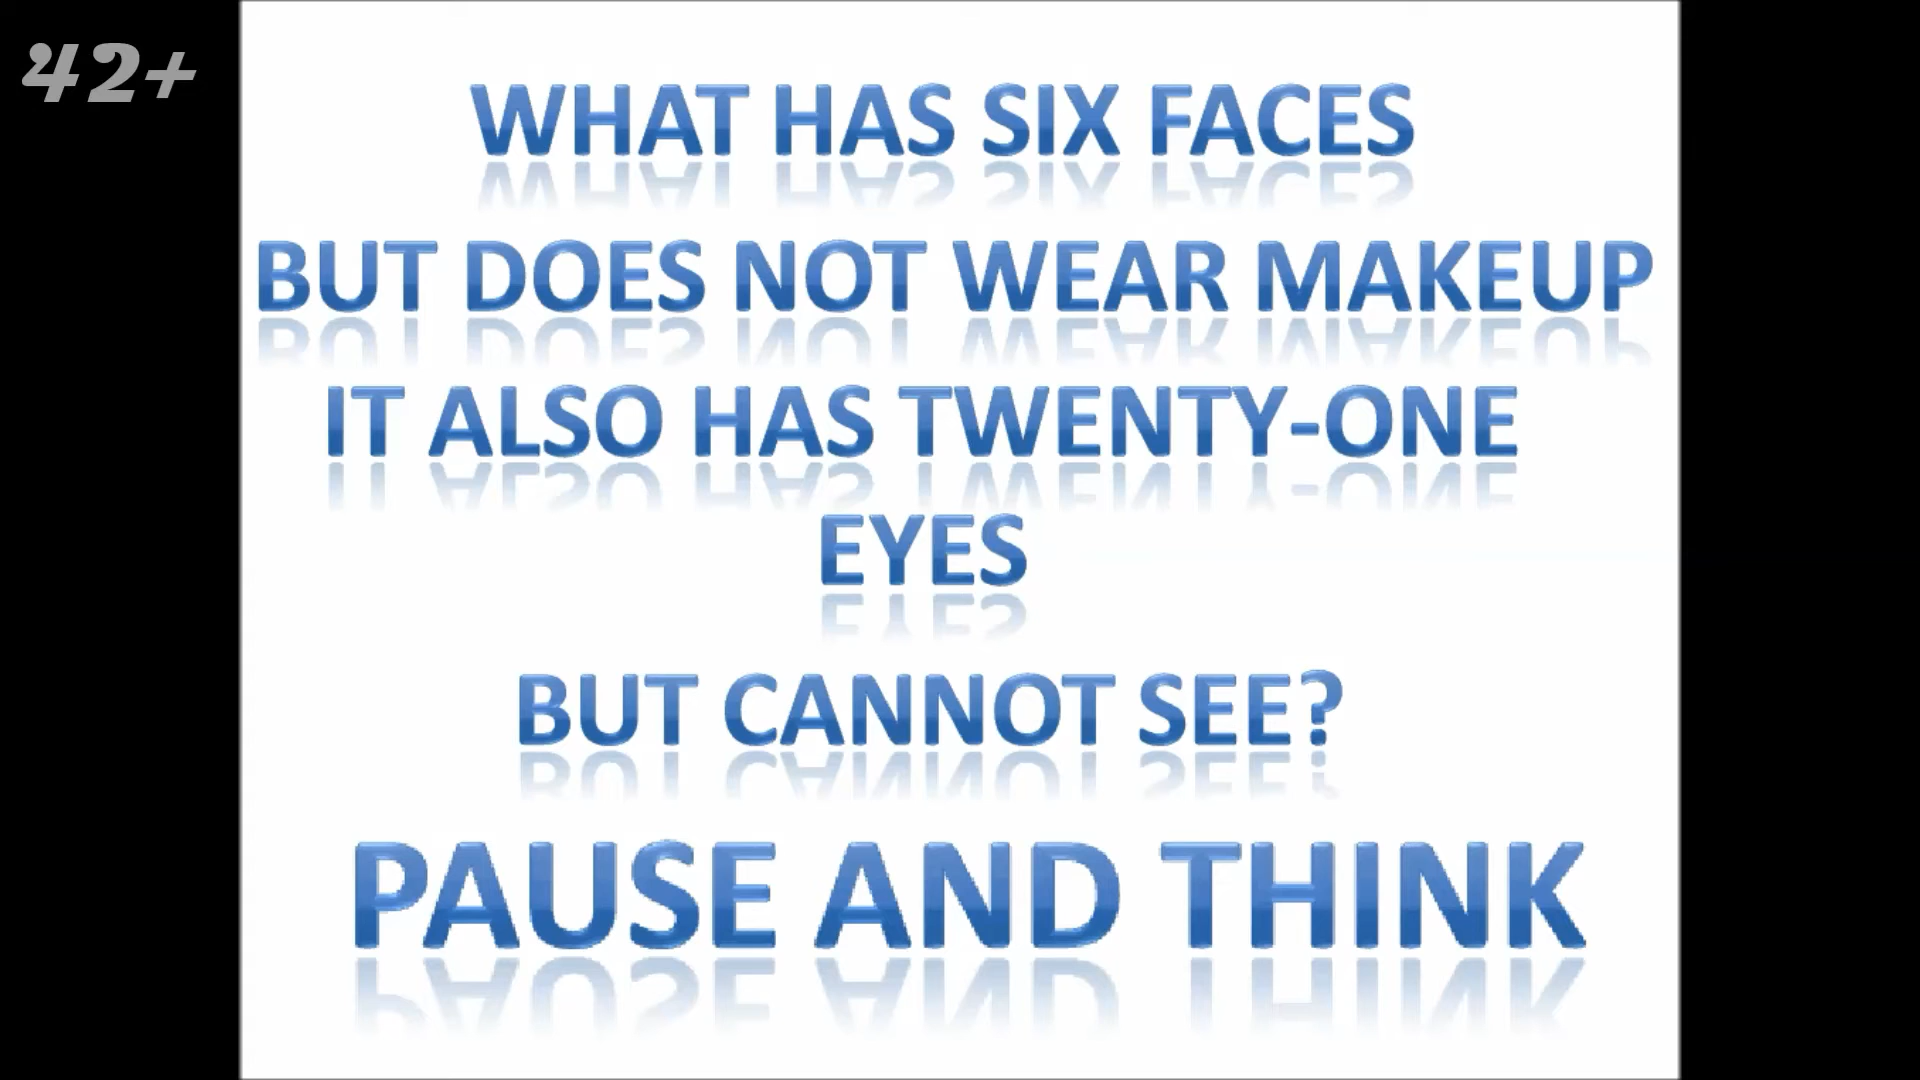 42+
WHAT HAS SIX FACES
BUT DOES NOT WEAR MAKEUP
IT ALSO HAS TWENTY-ONE
EYES
BUT CANNOT SEE?
PAUSE AND THINK